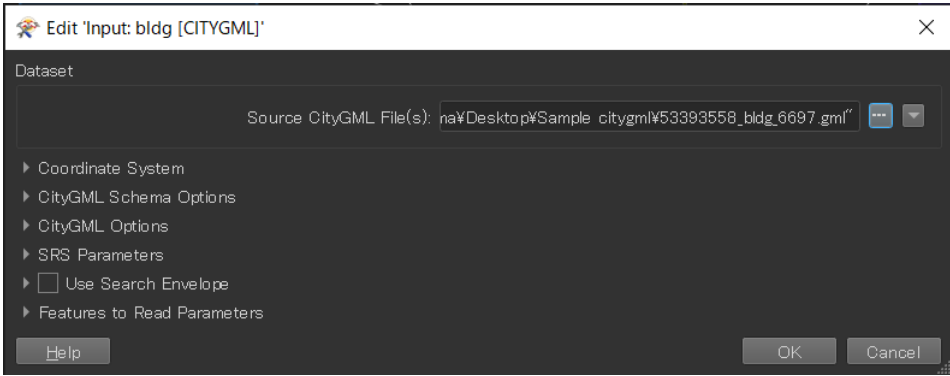 Edit 'Input: bldg [CITYGML]'
Dataset
Source CityGML File(s): na¥Desktop¥Sample citygml¥53393558_bldg_6697.gml"
Coordinate System
CityGML Schema Options
CityGML Options
SRS Parameters
Use Search Envelope
Features to Read Parameters
Help OK Cancel